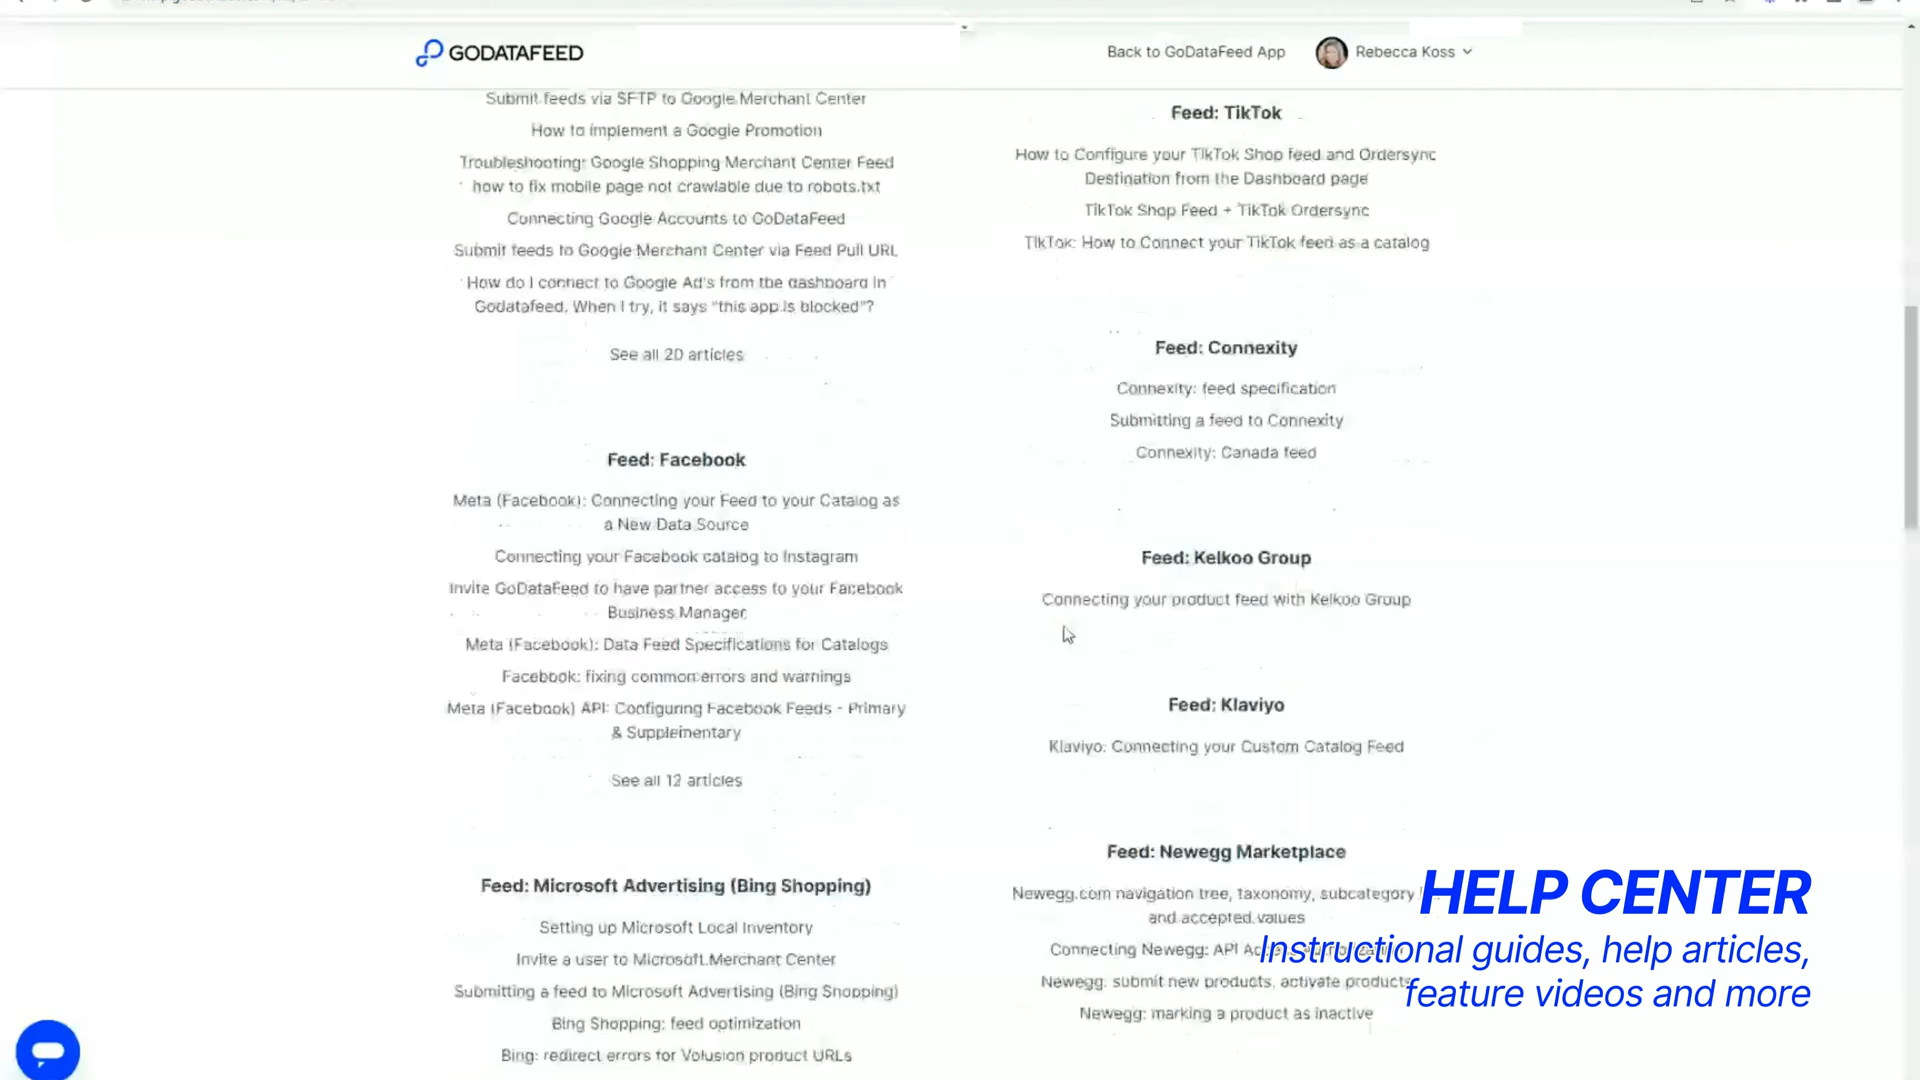 GODATAFEED
Back to GoDataFeed App
Rebecca Koss
Submit feeds via SFTP to Google Merchant Center
How to implement a Google Promotion
Troubleshooting: Google Shopping Merchant Center Feed
how to fix mobile page not crawlable due to robots.txt
Connecting Google Accounts to GoDataFeed
Submit feeds to Google Merchant Center via Feed Pull URL
How do I connect to Google Ad's from the dashboard in
Godatafeed. When I try, it says "this app is blocked"?
See all 20 articles
Feed: Facebook
Meta (Facebook): Connecting your Feed to your Catalog as
a New Data Source
Connecting your Facebook catalog to Instagram
Invite GoDataFeed to have partner access to your Facebook
Business Manager
Meta (Facebook): Data Feed Specifications for Catalogs
Facebook: fixing common errors and warnings
Meta (Facebook) API: Configuring Facebook Feeds - Primary
& Supplementary
See all 12 articles
Feed: Microsoft Advertising (Bing Shopping)
Setting up Microsoft Local Inventory
Invite a user to Microsoft Merchant Center
Submitting a feed to Microsoft Advertising (Bing Shopping)
Bing Shopping: feed optimization
Bing: redirect errors for Volusion product URLs
Feed: TikTok
How to Configure your TikTok Shop feed and Ordersync
Destination from the Dashboard page
TikTok Shop Feed + TikTok Ordersync
TikTok: How to Connect your TikTok feed as a catalog
Feed: Connexity
Connexity: feed specification
Submitting a feed to Connexity
Connexity: Canada feed
Feed: Kelkoo Group
Connecting your product feed with Kelkoo Group
Feed: Klaviyo
Klaviyo: Connecting your Custom Catalog Feed
Feed: Newegg Marketplace
Newegg.com navigation tree, taxonomy, subcategory
and accepted values
Connecting Newegg: API
Newegg: submit new products, activate products
Newegg: marking a product as inactive
HELP CENTER
Instructional guides, help articles,
feature videos and more